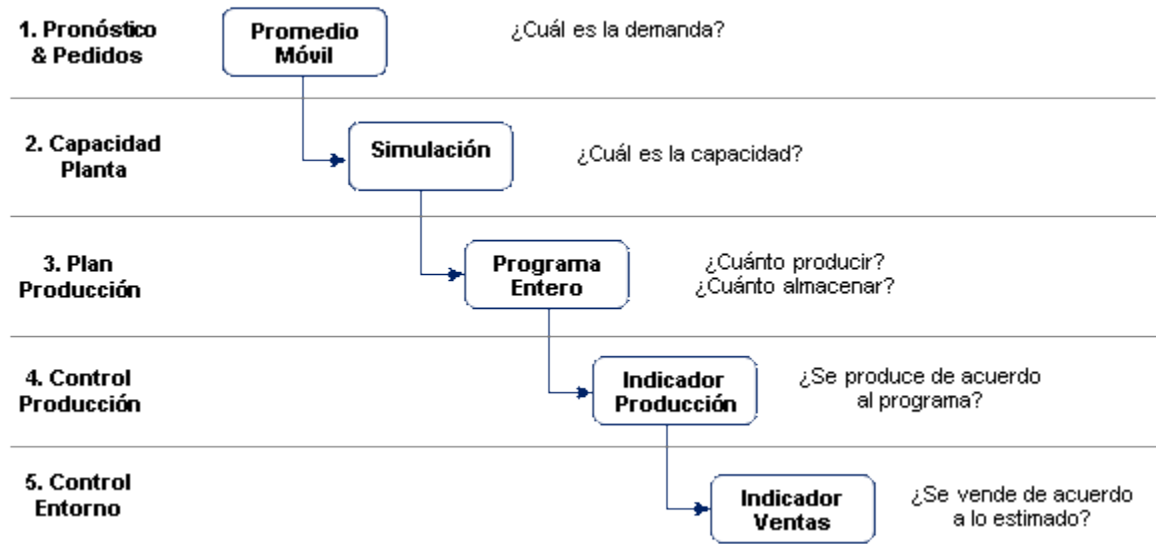 1. Pronóstico
& Pedidos
Promedio
Móvil
¿Cuál es la demanda?
2. Capacidad
Planta
Simulación
¿Cuál es la capacidad?
3. Plan
Producción
Programa
Entero
¿Cuánto producir?
¿Cuánto almacenar?
4. Control
Producción
Indicador
Producción
¿Se produce de acuerdo
al programa?
5. Control
Entorno
Indicador
Ventas
¿Se vende de acuerdo
a lo estimado?